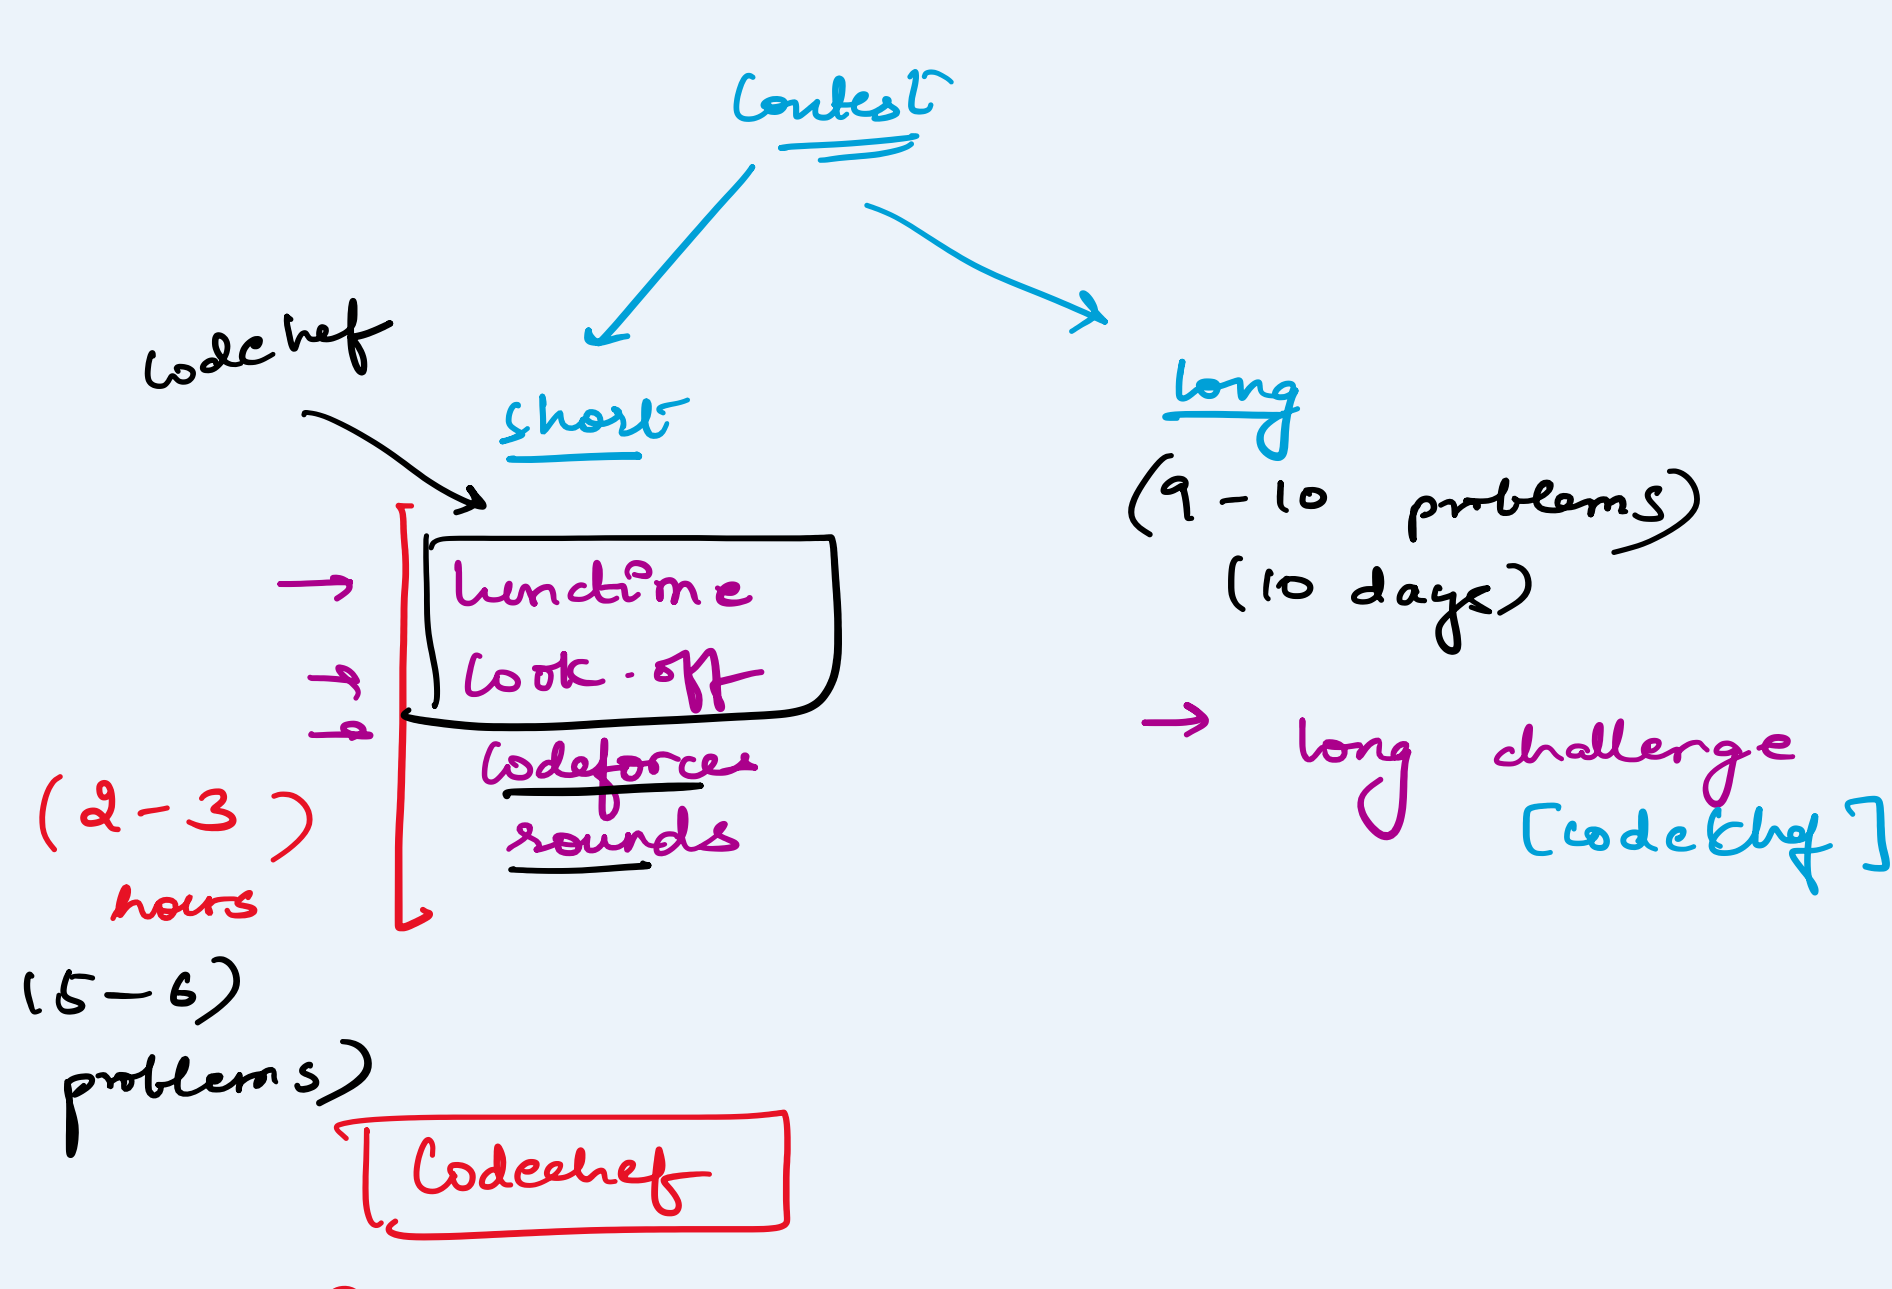 Contest
codechef
short
long
(9-10 problems)
(10 days)
lunctime
cook-off
codeforces
rounds
long challenge
[codechef]
(2-3)
hours
(5-6)
problems)
Codechef